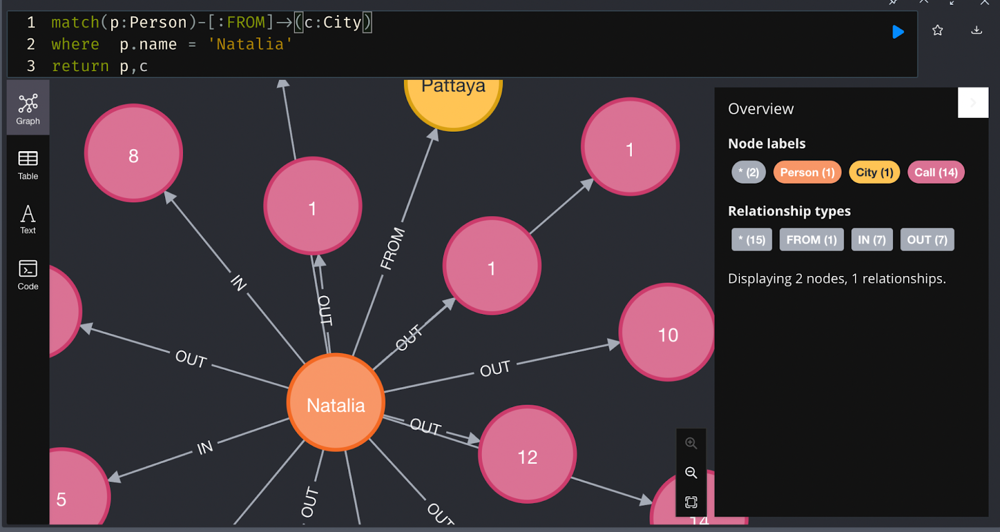 1 match(p:Person)-[:FROM]->(c:City)
2 where  p.name = 'Natalia'
3 return p,c
Graph
Table
Text
Code
Pattaya
8
1
1
1
10
12
14
5
Natalia
IN
OUT
FROM
OUT
OUT
OUT
OUT
IN
OUT
OUT
Overview
Node labels
* (2) Person (1) City (1) Call (14)
Relationship types
* (15) FROM (1) IN (7) OUT (7)
Displaying 2 nodes, 1 relationships.